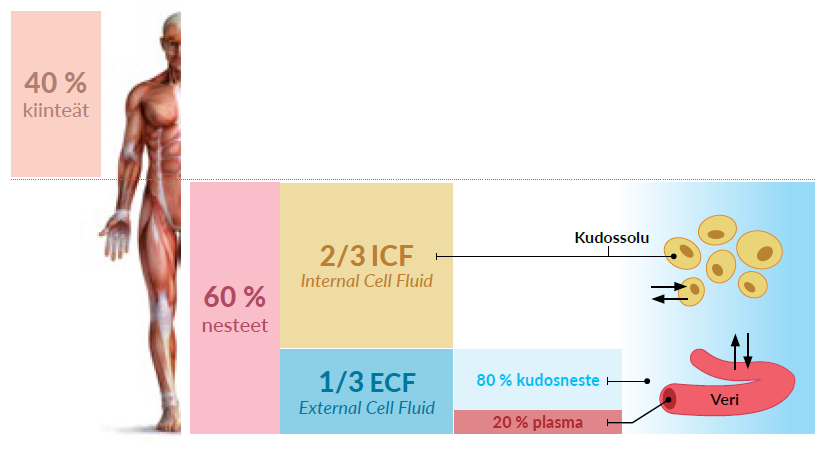 40 %
kiinteät
60 %
nesteet
2/3 ICF
Internal Cell Fluid
Kudossolu
1/3 ECF
External Cell Fluid
80 % kudosneste
20 % plasma
Veri